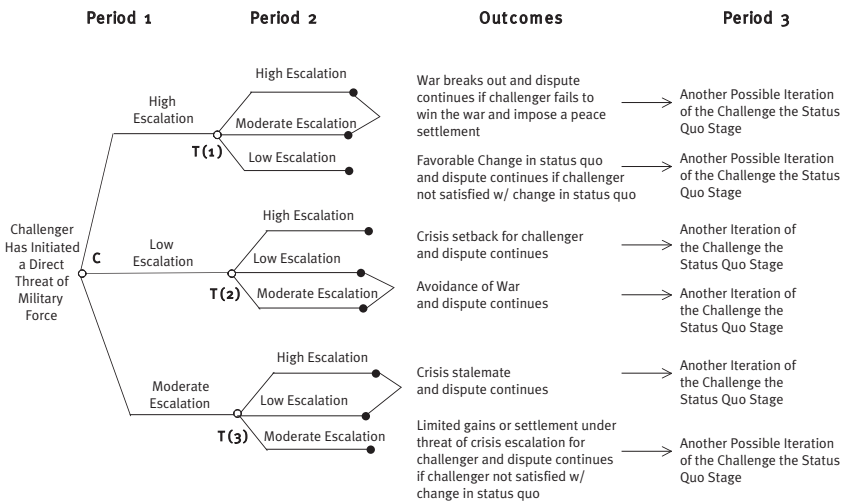 Period 1
Period 2
Outcomes
Period 3
Challenger
Has Initiated
a Direct
Threat of
Military
Force
C
High
Escalation
T(1)
High Escalation
Moderate Escalation
Low Escalation
War breaks out and dispute
continues if challenger fails to
win the war and impose a peace
settlement
Another Possible Iteration
of the Challenge the Status
Quo Stage
Favorable Change in status quo
and dispute continues if challenger
not satisfied w/ change in status quo
Another Possible Iteration
of the Challenge the Status
Quo Stage
Low
Escalation
T(2)
High Escalation
Low Escalation
Moderate Escalation
Crisis setback for challenger
and dispute continues
Another Iteration of
the Challenge the
Status Quo Stage
Avoidance of War
and dispute continues
Another Iteration of
the Challenge the
Status Quo Stage
Moderate
Escalation
T(3)
High Escalation
Low Escalation
Moderate Escalation
Crisis stalemate
and dispute continues
Another Iteration of
the Challenge the
Status Quo Stage
Limited gains or settlement under
threat of crisis escalation for
challenger and dispute continues
if challenger not satisfied w/
change in status quo
Another Possible Iteration
of the Challenge the Status
Quo Stage